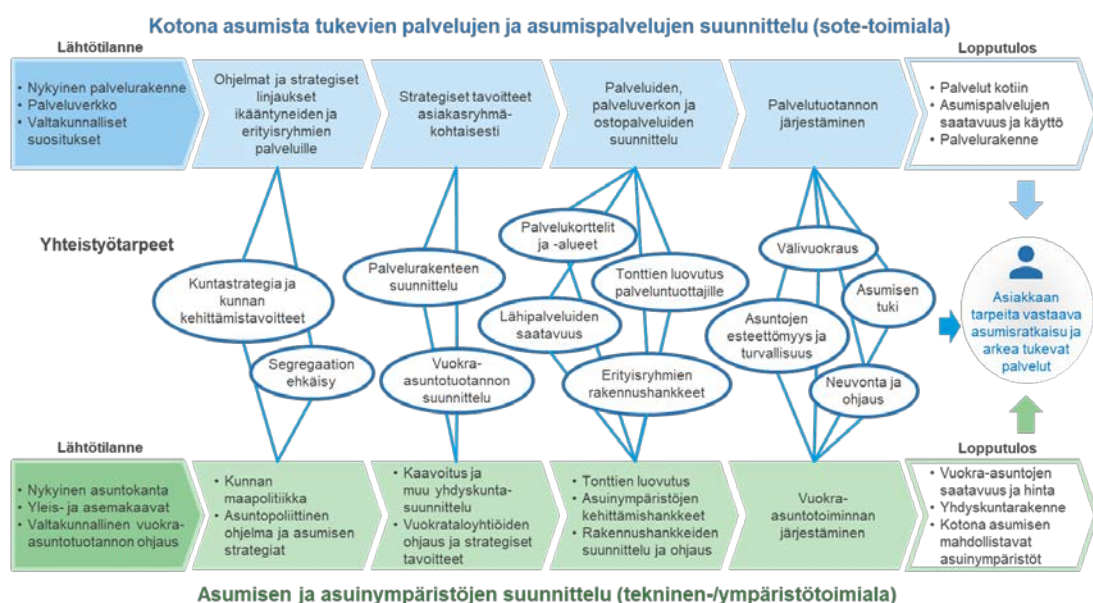 Kotona asumista tukevien palvelujen ja asumispalvelujen suunnittelu (sote-toimiala)
Lähtötilanne
Lopputulos
• Nykyinen palvelurakenne
• Palveluverkko
• Valtakunnalliset
suositukset
Ohjelmat ja strategiset
linjaukset
ikääntyneiden ja
erityisryhmien
palveluille
Strategiset tavoitteet
asiakasryhmä-
kohtaisesti
Palveluiden,
palveluverkon ja
ostopalveluiden
suunnittelu
Palvelutuotannon
järjestäminen
• Palvelut kotiin
• Asumispalvelujen
saatavuus ja käyttö
• Palvelurakenne
Yhteistyötarpeet
Kuntastrategia ja
kunnan
kehittämistavoitteet
Segregaation
ehkäisy
Palvelurakenteen
suunnittelu
Vuokra-
asuntotuotannon
suunnittelu
Palvelukorttelit
ja -alueet
Tonttien luovutus
palveluntuottajille
Lähipalveluiden
saatavuus
Erityisryhmien
rakennushankkeet
Välivuokraus
Asumisen
tuki
Asuntojen
esteettömyys ja
turvallisuus
Neuvonta ja
ohjaus
Asiakkaan
tarpeita vastaava
asumisratkaisu ja
arkea tukevat
palvelut
Lähtötilanne
Lopputulos
• Nykyinen asuntokanta
• Yleis- ja asemakaavat
• Valtakunnallinen vuokra-
asuntotuotannon ohjaus
• Kunnan
maapolitiikka
• Asuntopoliittinen
ohjelma ja asumisen
strategiat
• Kaavoitus ja
muu yhdyskunta-
suunnittelu
• Vuokrataloyhtiöiden
ohjaus ja strategiset
tavoitteet
• Tonttien luovutus
• Asuinympäristöjen
kehittämishankkeet
• Rakennushankkeiden
suunnittelu ja ohjaus
Vuokra-
asuntotoiminnan
järjestäminen
• Vuokra-asuntojen
saatavuus ja hinta
• Yhdyskuntarakenne
• Kotona asumisen
mahdollistavat
asuinympäristöt
Asumisen ja asuinympäristöjen suunnittelu (tekninen-/ympäristötoimiala)